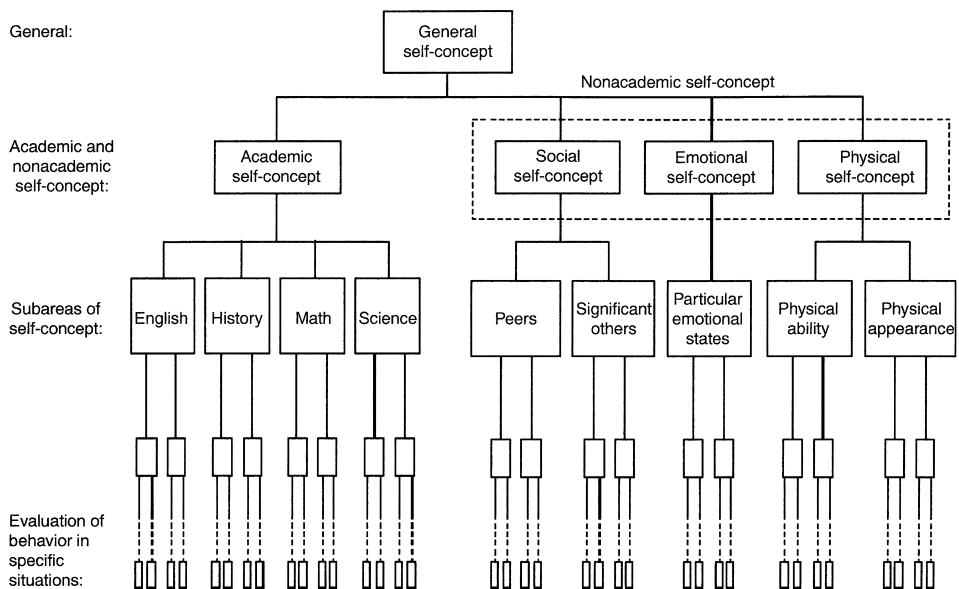 General:
General
self-concept
Nonacademic self-concept
Academic and
nonacademic
self-concept:
Academic
self-concept
Social
self-concept
Emotional
self-concept
Physical
self-concept
Subareas of
self-concept:
English
History
Math
Science
Peers
Significant
others
Particular
emotional
states
Physical
ability
Physical
appearance
Evaluation of
behavior in
specific
situations: